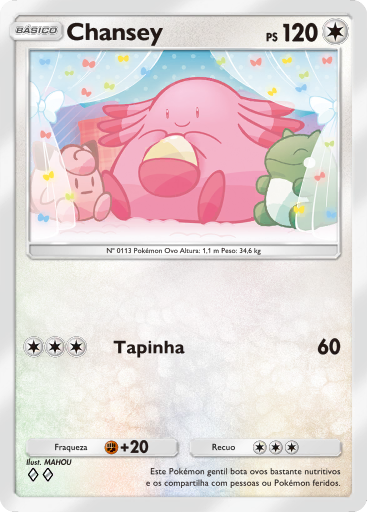 BÁSICO Chansey PS 120
Nº 0113 Pokémon Ovo Altura: 1,1 m Peso: 34,6 kg
Tapinha 60
Fraqueza +20 Recuo
Ilust. MAHOU
Este Pokémon gentil bota ovos bastante nutritivos
e os compartilha com pessoas ou Pokémon feridos.